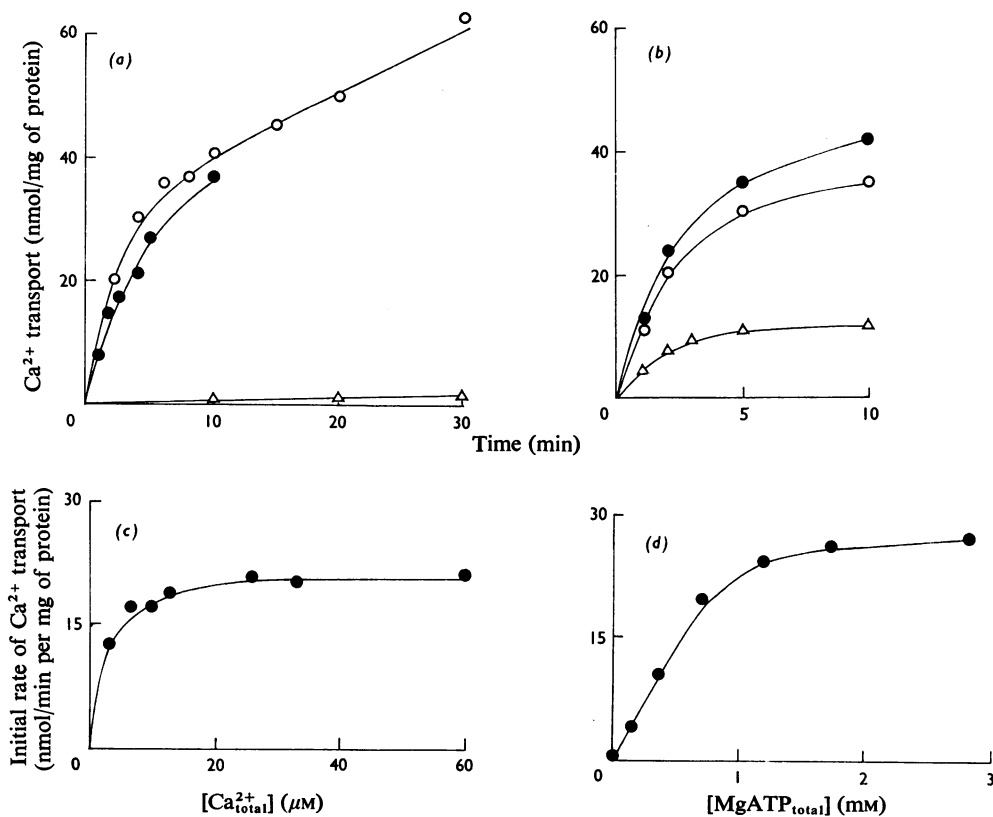 60
40
20
(a)
10
20
30
Ca²⁺ transport (nmol/mg of protein)
60
40
20
(b)
0
5
10
Time (min)
30
15
0
(c)
20
40
60
Initial rate of Ca²⁺ transport
(nmol/min per mg of protein)
[Ca²⁺total] (μM)
30
15
0
(d)
1
2
3
[MgATPtotal] (mM)
0